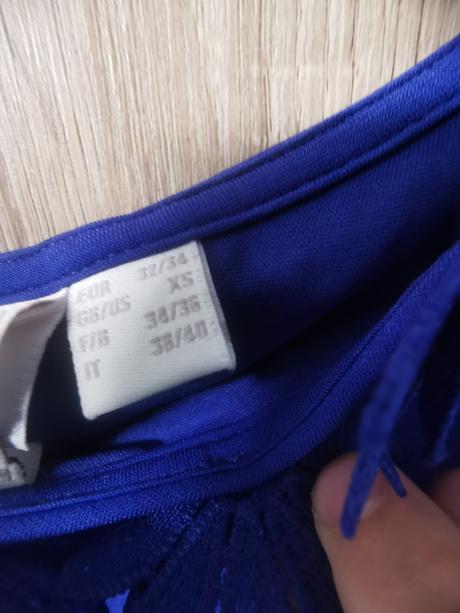 EUR 32/34
GB/US XS
F/B 34/36
IT 38/40